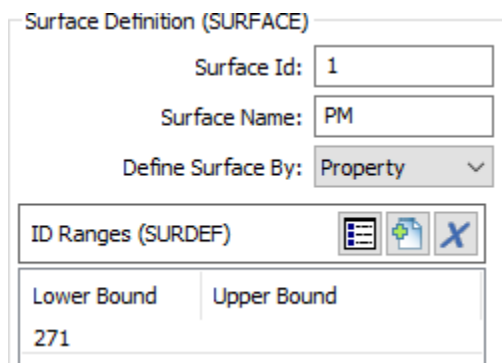 Surface Definition (SURFACE)
Surface Id: 1
Surface Name: PM
Define Surface By: Property
ID Ranges (SURDEF)
Lower Bound Upper Bound
271